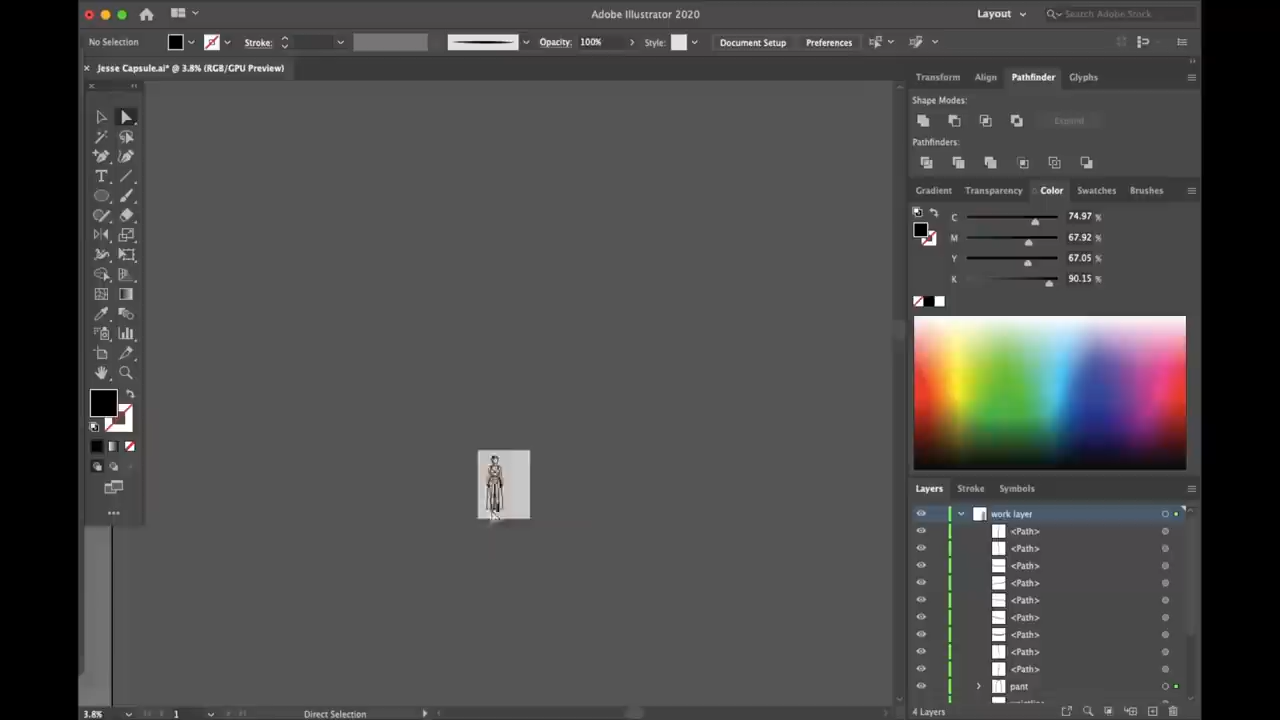 Adobe Illustrator 2020
Layout
Search Adobe Stock
No Selection
Stroke:
Opacity: 100%
Style:
Document Setup
Preferences
× Jesse Capsule.ai* @ 3.8% (RGB/GPU Preview)
Transform Align Pathfinder Glyphs
Shape Modes:
Expand
Pathfinders:
Gradient Transparency Color Swatches Brushes
C 74.97 %
M 67.92 %
Y 67.05 %
K 90.15 %
Layers Stroke Symbols
work layer
<Path>
<Path>
<Path>
<Path>
<Path>
<Path>
<Path>
<Path>
<Path>
pant
4 Layers
3.8%
1
Direct Selection